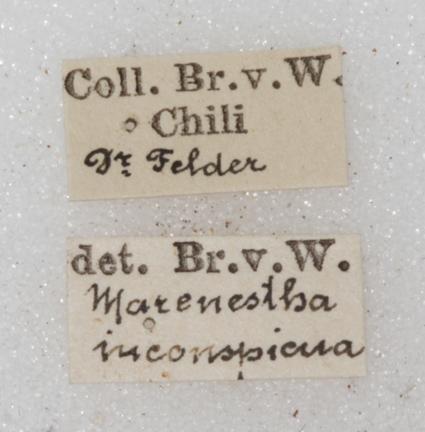 Coll. Br.v.W.
Chili
Dr. Felder
det. Br.v.W.
Marenestha
inconspicua